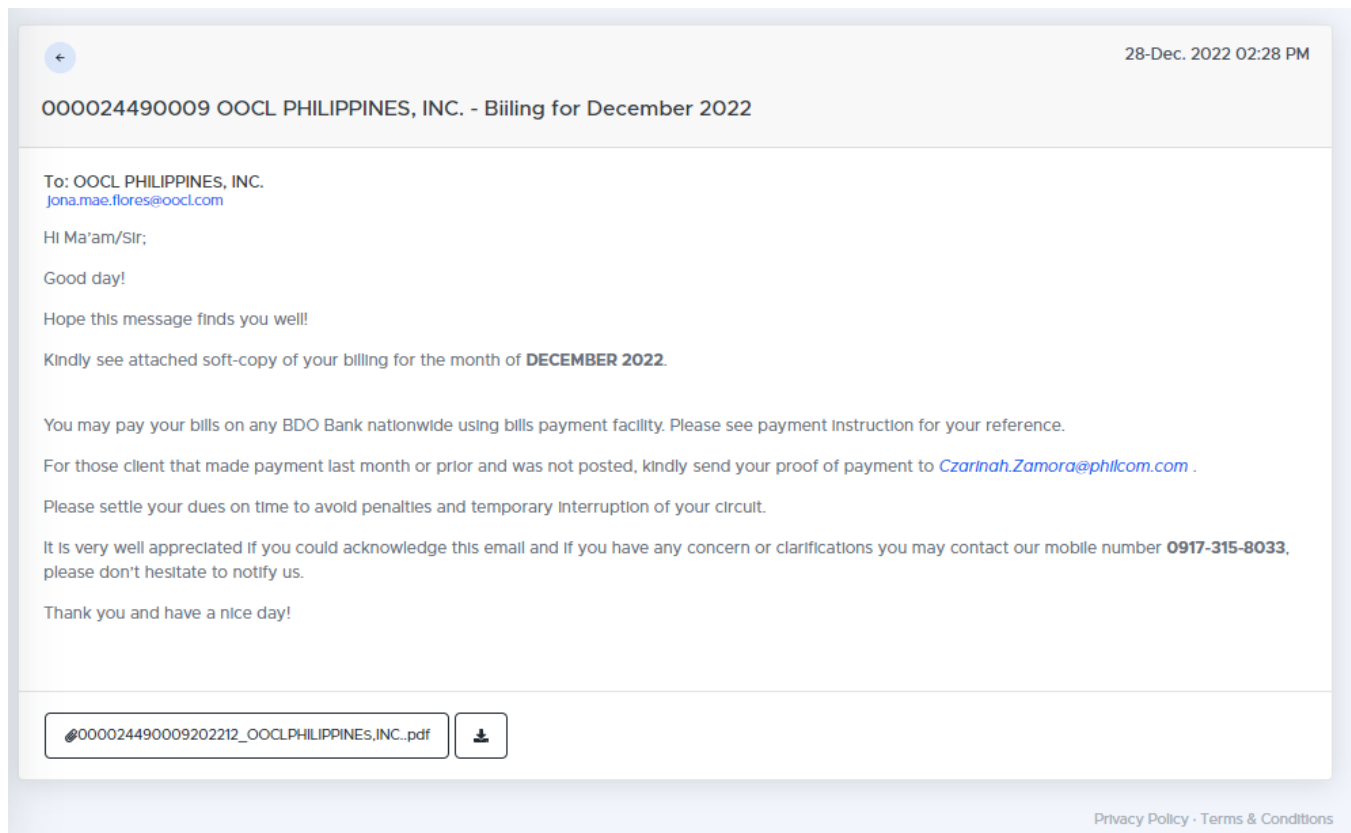 28-Dec. 2022 02:28 PM
000024490009 OOCL PHILIPPINES, INC. - Biiling for December 2022
To: OOCL PHILIPPINES, INC.
jona.mae.flores@oocl.com
Hi Ma'am/Sir;
Good day!
Hope this message finds you well!
Kindly see attached soft-copy of your billing for the month of DECEMBER 2022.
You may pay your bills on any BDO Bank nationwide using bills payment facility. Please see payment instruction for your reference.
For those client that made payment last month or prior and was not posted, kindly send your proof of payment to Czarinah.Zamora@philcom.com .
Please settle your dues on time to avoid penalties and temporary interruption of your circuit.
It is very well appreciated if you could acknowledge this email and if you have any concern or clarifications you may contact our mobile number 0917-315-8033,
please don't hesitate to notify us.
Thank you and have a nice day!
000024490009202212_OOCLPHILIPPINES,INC..pdf
Privacy Policy · Terms & Conditions